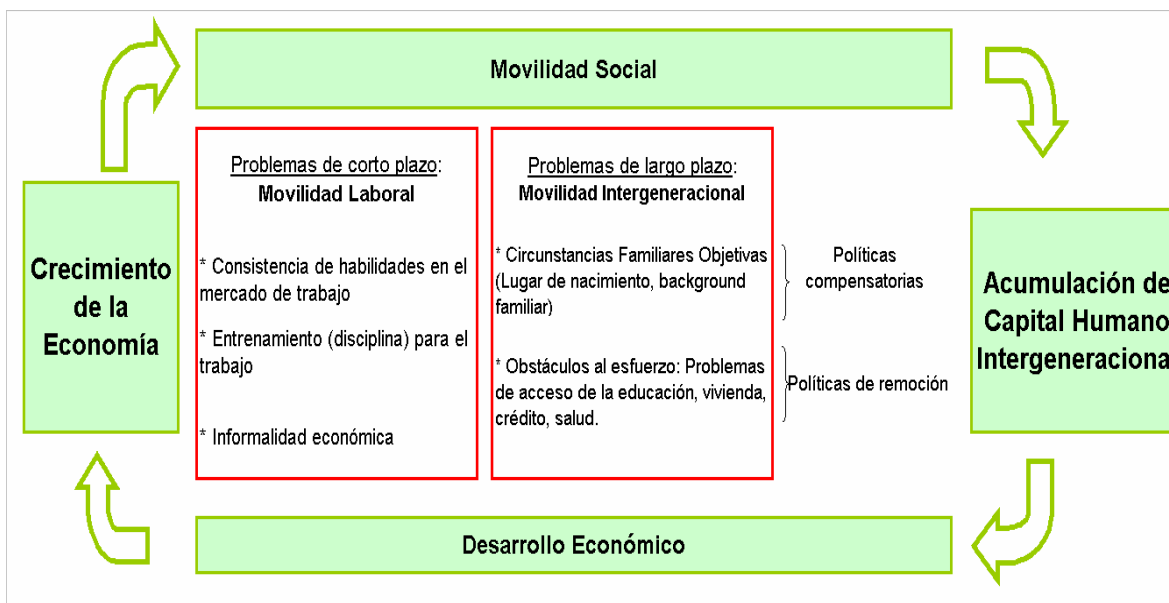 Movilidad Social
Crecimiento
de la
Economía
Problemas de corto plazo:
Movilidad Laboral
* Consistencia de habilidades en el
mercado de trabajo
* Entrenamiento (disciplina) para el
trabajo
* Informalidad económica
Problemas de largo plazo:
Movilidad Intergeneracional
* Circunstancias Familiares Objetivas
(Lugar de nacimiento, background
familiar)
* Obstáculos al esfuerzo: Problemas
de acceso de la educación, vivienda,
crédito, salud.
Políticas
compensatorias
Políticas de remoción
Acumulación de
Capital Humano
Intergeneraciona
Desarrollo Económico